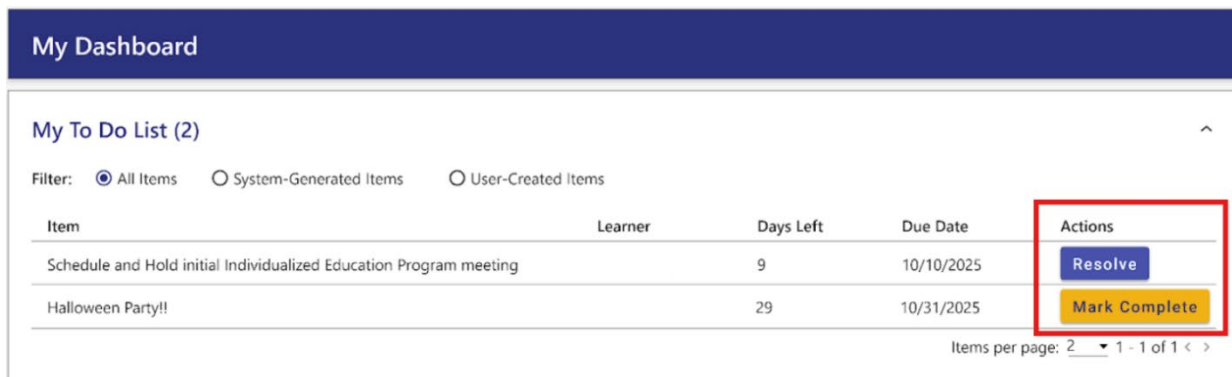 My Dashboard
My To Do List (2)
Filter: All Items System-Generated Items User-Created Items
Item Learner Days Left Due Date Actions
Schedule and Hold initial Individualized Education Program meeting 9 10/10/2025 Resolve
Halloween Party!! 29 10/31/2025 Mark Complete
Items per page: 2 1 - 1 of 1 < >